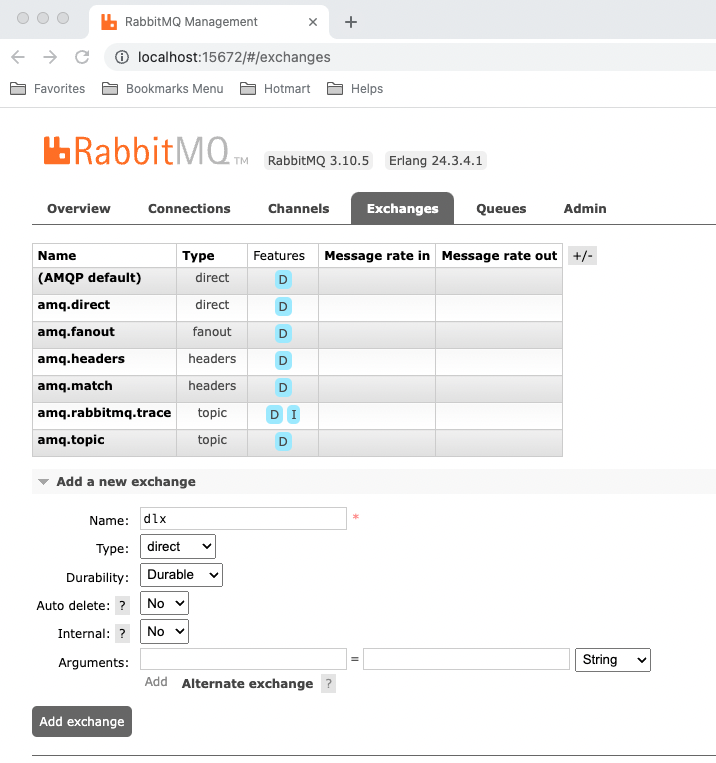 RabbitMQ Management × +
localhost:15672/#/exchanges
Favorites Bookmarks Menu Hotmart Helps
RabbitMQ TM RabbitMQ 3.10.5 Erlang 24.3.4.1
Overview Connections Channels Exchanges Queues Admin
Name Type Features Message rate in Message rate out +/-
(AMQP default) direct D
amq.direct direct D
amq.fanout fanout D
amq.headers headers D
amq.match headers D
amq.rabbitmq.trace topic D I
amq.topic topic D
Add a new exchange
Name: dlx *
Type: direct
Durability: Durable
Auto delete: ? No
Internal: ? No
Arguments: = String
Add Alternate exchange ?
Add exchange